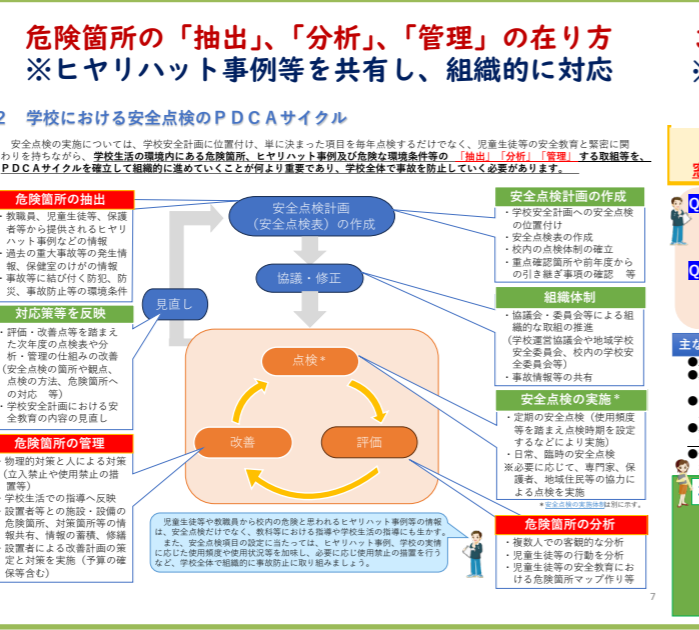 危険箇所の「抽出」、「分析」、「管理」の在り方
※ヒヤリハット事例等を共有し、組織的に対応
2 学校における安全点検のＰＤＣＡサイクル
安全点検の実施については、学校安全計画に位置付け、単に決まった項目を毎年点検するだけでなく、児童生徒等の安全教育と緊密に関
わりを持ちながら、学校生活の環境内にある危険箇所、ヒヤリハット事例及び危険な環境条件等の 「抽出」「分析」「管理」 する取組等を、
ＰＤＣＡサイクルを確立して組織的に進めていくことが何より重要であり、学校全体で事故を防止していく必要があります。
危険箇所の抽出
・教職員、児童生徒等、保護
者等から提供されるヒヤリ
ハット事例などの情報
・過去の重大事故等の発生情
報、保健室のけがの情報
・事故等に結び付く防犯、防
災、事故防止等の環境条件
対応策等を反映
・評価・改善点等を踏まえ
た次年度の点検表や分
析・管理の仕組みの改善
（安全点検の箇所や観点、
点検の方法、危険箇所へ
の対応 等）
・学校安全計画における安
全教育の内容の見直し
危険箇所の管理
・物理的対策と人による対策
（立入禁止や使用禁止の措
置等）
・学校生活での指導へ反映
・設置者等との施設・設備の
危険箇所、対策箇所等の情
報共有、情報の蓄積、修繕
・設置者による改善計画の策
定と対策を実施（予算の確
保等含む）
安全点検計画
（安全点検表）の作成
協議・修正
見直し
点検*
改善
評価
安全点検計画の作成
・学校安全計画への安全点検
の位置付け
・安全点検表の作成
・校内の点検体制の確立
・重点確認箇所や前年度から
の引き継ぎ事項の確認 等
組織体制
・協議会・委員会等による組
織的な取組の推進
（学校運営協議会や地域学校
安全委員会、校内の学校安
全委員会等）
・事故情報等の共有
安全点検の実施*
・定期の安全点検（使用頻度
等を踏まえ点検時期を設定
するなどにより実施）
・日常、臨時の安全点検
※必要に応じて、専門家、保
護者、地域住民等の協力に
よる点検を実施
*安全点検の実施体制は別に示す。
危険箇所の分析
・複数人での客観的な分析
・児童生徒等の行動を分析
・児童生徒等の安全教育にお
ける危険箇所マップ作り等
児童生徒等や教職員から校内の危険と思われるヒヤリハット事例等の情報
は、安全点検だけでなく、教科等における指導や学校生活の指導にも生かす。
また、安全点検項目の設定に当たっては、ヒヤリハット事例、学校の実情
に応じた使用頻度や使用状況等を加味し、必要に応じ使用禁止の措置を行う
など、学校全体で組織的に事故防止に取り組みましょう。
7
※
Q
Q
主な